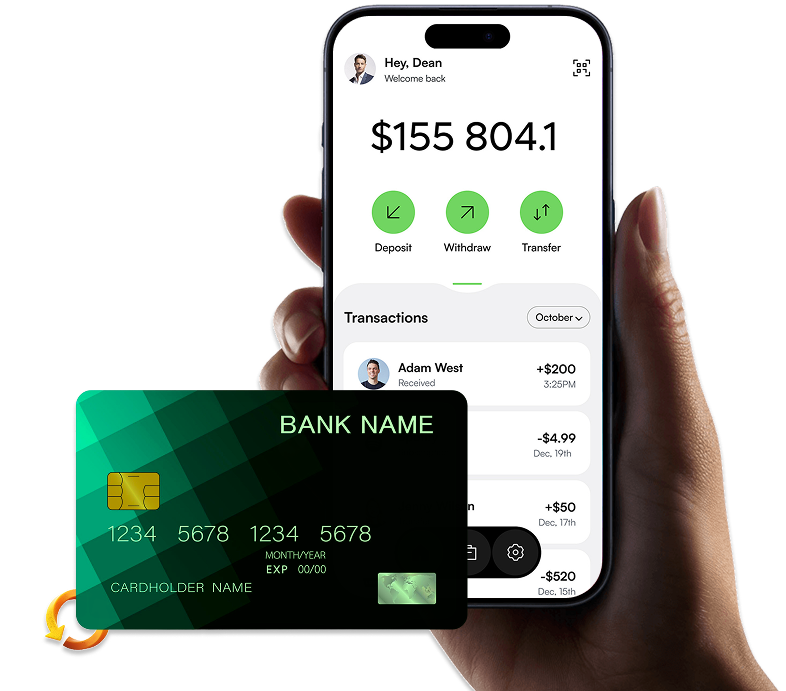 Hey, Dean
Welcome back
$155 804.1
Deposit
Withdraw
Transfer
Transactions
October
Adam West
+$200
Received
3:25PM
-$4.99
Dec, 19th
+$50
Dec, 17th
-$520
Dec, 15th
BANK NAME
1234 5678 1234 5678
MONTH/YEAR
EXP 00/00
CARDHOLDER NAME